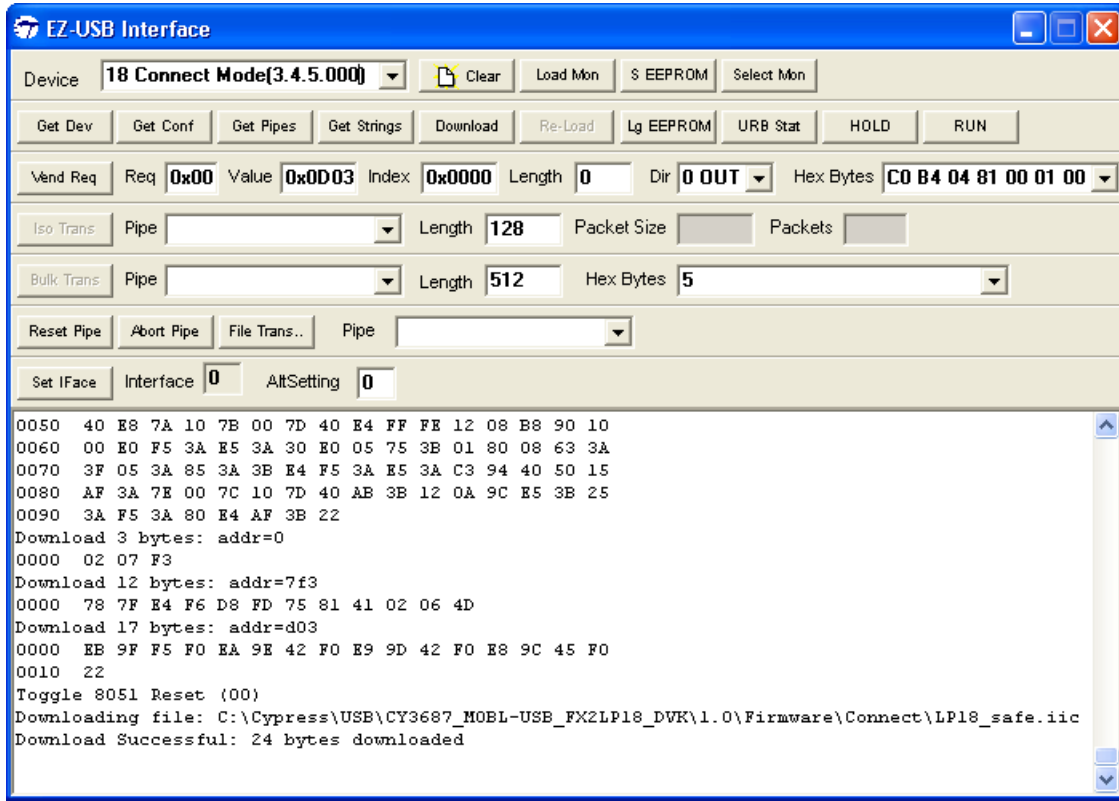 EZ-USB Interface
Device 18 Connect Mode(3.4.5.000) Clear Load Mon S EEPROM Select Mon
Get Dev Get Conf Get Pipes Get Strings Download Re-Load Lg EEPROM URB Stat HOLD RUN
Vend Req Req 0x00 Value 0x0D03 Index 0x0000 Length 0 Dir 0 OUT Hex Bytes C0 B4 04 81 00 01 00
Iso Trans Pipe Length 128 Packet Size Packets
Bulk Trans Pipe Length 512 Hex Bytes 5
Reset Pipe Abort Pipe File Trans.. Pipe
Set IFace Interface 0 AltSetting 0
0050 40 E8 7A 10 7B 00 7D 40 E4 FF FE 12 08 B8 90 10
0060 00 E0 F5 3A E5 3A 30 E0 05 75 3B 01 80 08 63 3A
0070 3F 05 3A 85 3A 3B E4 F5 3A E5 3A C3 94 40 50 15
0080 AF 3A 7E 00 7C 10 7D 40 AB 3B 12 0A 9C E5 3B 25
0090 3A F5 3A 80 E4 AF 3B 22
Download 3 bytes: addr=0
0000 02 07 F3
Download 12 bytes: addr=7f3
0000 78 7F E4 F6 D8 FD 75 81 41 02 06 4D
Download 17 bytes: addr=d03
0000 EB 9F F5 F0 EA 9E 42 F0 E9 9D 42 F0 E8 9C 45 F0
0010 22
Toggle 8051 Reset (00)
Downloading file: C:\Cypress\USB\CY3687_MOBL-USB_FX2LP18_DVK\1.0\Firmware\Connect\LP18_safe.iic
Download Successful: 24 bytes downloaded